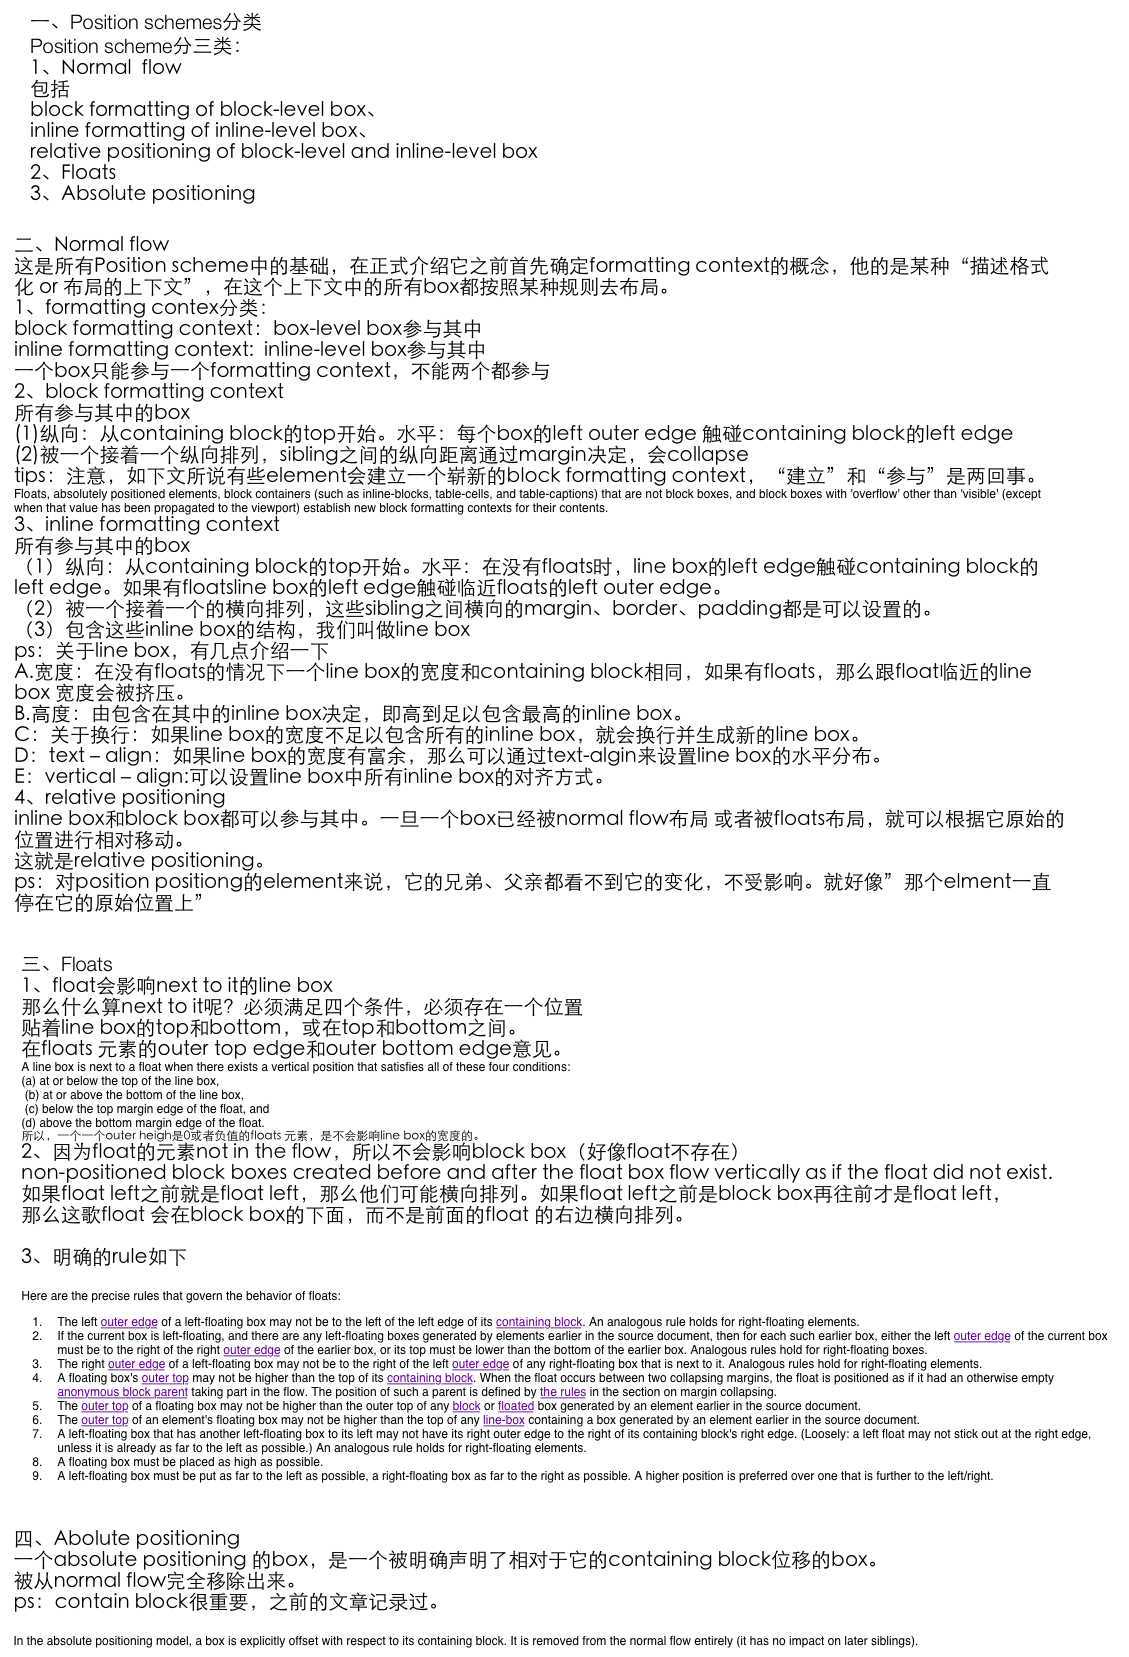 一、Position schemes分类
Position scheme分三类：
1、Normal  flow
包括
block formatting of block-level box、
inline formatting of inline-level box、
relative positioning of block-level and inline-level box
2、Floats
3、Absolute positioning
二、Normal flow
这是所有Position scheme中的基础，在正式介绍它之前首先确定formatting context的概念，他的是某种“描述格式
化 or 布局的上下文”，在这个上下文中的所有box都按照某种规则去布局。
1、formatting contex分类：
block formatting context：box-level box参与其中
inline formatting context：inline-level box参与其中
一个box只能参与一个formatting context，不能两个都参与
2、block formatting context
所有参与其中的box
(1)纵向：从containing block的top开始。水平：每个box的left outer edge 触碰containing block的left edge
(2)被一个接着一个纵向排列，sibling之间的纵向距离通过margin决定，会collapse
tips：注意，如下文所说有些element会建立一个崭新的block formatting context，“建立”和“参与”是两回事。
Floats, absolutely positioned elements, block containers (such as inline-blocks, table-cells, and table-captions) that are not block boxes, and block boxes with 'overflow' other than 'visible' (except
when that value has been propagated to the viewport) establish new block formatting contexts for their contents.
3、inline formatting context
所有参与其中的box
（1）纵向：从containing block的top开始。水平：在没有floats时，line box的left edge触碰containing block的
left edge。如果有floatsline box的left edge触碰临近floats的left outer edge。
（2）被一个接着一个的横向排列，这些sibling之间横向的margin、border、padding都是可以设置的。
（3）包含这些inline box的结构，我们叫做line box
ps：关于line box，有几点介绍一下
A.宽度：在没有floats的情况下一个line box的宽度和containing block相同，如果有floats，那么跟float临近的line
box 宽度会被挤压。
B.高度：由包含在其中的inline box决定，即高到足以包含最高的inline box。
C：关于换行：如果line box的宽度不足以包含所有的inline box，就会换行并生成新的line box。
D：text – align：如果line box的宽度有富余，那么可以通过text-algin来设置line box的水平分布。
E：vertical – align:可以设置line box中所有inline box的对齐方式。
4、relative positioning
inline box和block box都可以参与其中。一旦一个box已经被normal flow布局 或者被floats布局，就可以根据它原始的
位置进行相对移动。
这就是relative positioning。
ps：对position positiong的element来说，它的兄弟、父亲都看不到它的变化，不受影响。就好像”那个elment一直
停在它的原始位置上”
三、Floats
1、float会影响next to it的line box
那么什么算next to it呢？必须满足四个条件，必须存在一个位置
贴着line box的top和bottom，或在top和bottom之间。
在floats 元素的outer top edge和outer bottom edge意见。
A line box is next to a float when there exists a vertical position that satisfies all of these four conditions:
(a) at or below the top of the line box,
(b) at or above the bottom of the line box,
(c) below the top margin edge of the float, and
(d) above the bottom margin edge of the float.
所以，一个一个outer heigh是0或者负值的floats 元素，是不会影响line box的宽度的。
2、因为float的元素not in the flow，所以不会影响block box（好像float不存在）
non-positioned block boxes created before and after the float box flow vertically as if the float did not exist.
如果float left之前就是float left，那么他们可能横向排列。如果float left之前是block box再往前才是float left，
那么这歌float 会在block box的下面，而不是前面的float 的右边横向排列。
3、明确的rule如下
Here are the precise rules that govern the behavior of floats:
1. The left outer edge of a left-floating box may not be to the left of the left edge of its containing block. An analogous rule holds for right-floating elements.
2. If the current box is left-floating, and there are any left-floating boxes generated by elements earlier in the source document, then for each such earlier box, either the left outer edge of the current box
must be to the right of the right outer edge of the earlier box, or its top must be lower than the bottom of the earlier box. Analogous rules hold for right-floating boxes.
3. The right outer edge of a left-floating box may not be to the right of the left outer edge of any right-floating box that is next to it. Analogous rules hold for right-floating elements.
4. A floating box's outer top may not be higher than the top of its containing block. When the float occurs between two collapsing margins, the float is positioned as if it had an otherwise empty
anonymous block parent taking part in the flow. The position of such a parent is defined by the rules in the section on margin collapsing.
5. The outer top of a floating box may not be higher than the outer top of any block or floated box generated by an element earlier in the source document.
6. The outer top of an element's floating box may not be higher than the top of any line-box containing a box generated by an element earlier in the source document.
7. A left-floating box that has another left-floating box to its left may not have its right outer edge to the right of its containing block's right edge. (Loosely: a left float may not stick out at the right edge,
unless it is already as far to the left as possible.) An analogous rule holds for right-floating elements.
8. A floating box must be placed as high as possible.
9. A left-floating box must be put as far to the left as possible, a right-floating box as far to the right as possible. A higher position is preferred over one that is further to the left/right.
四、Abolute positioning
一个absolute positioning 的box，是一个被明确声明了相对于它的containing block位移的box。
被从normal flow完全移除出来。
ps：contain block很重要，之前的文章记录过。
In the absolute positioning model, a box is explicitly offset with respect to its containing block. It is removed from the normal flow entirely (it has no impact on later siblings).